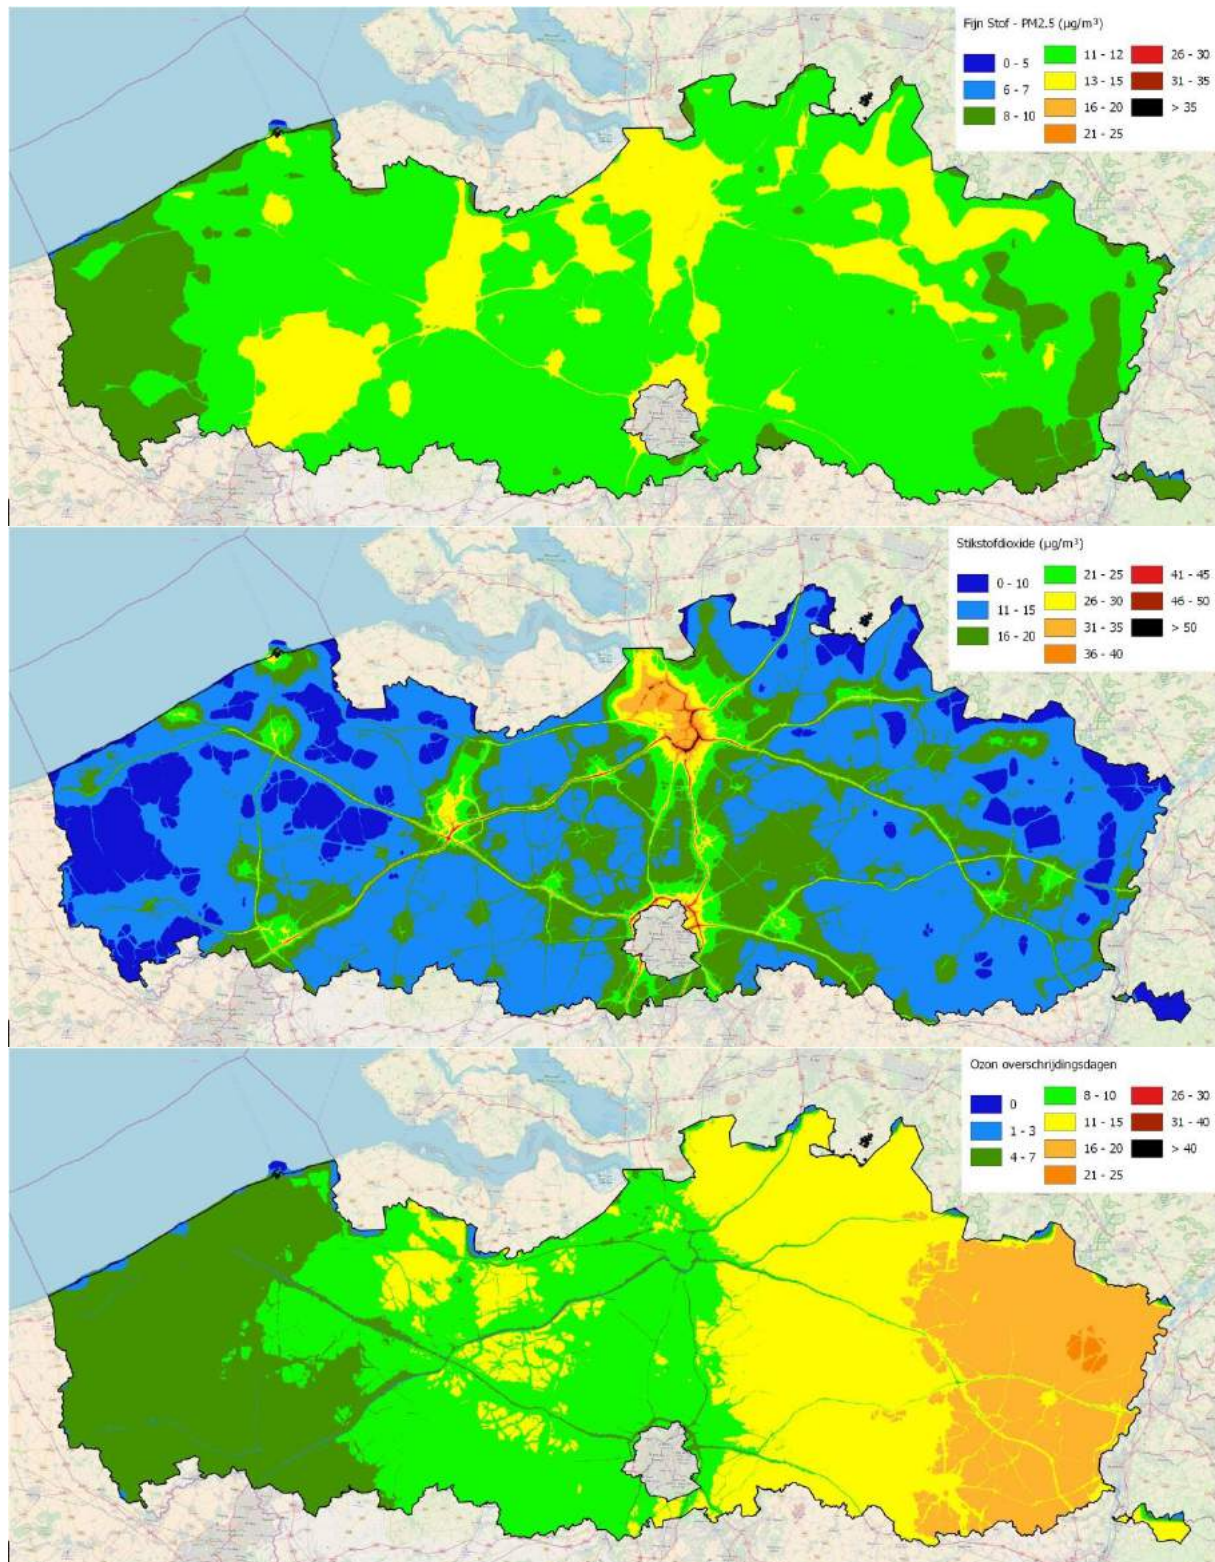 Fijn Stof - PM2.5 (µg/m³)
0 - 5
6 - 7
8 - 10
11 - 12
13 - 15
16 - 20
21 - 25
26 - 30
31 - 35
> 35
Stikstofdioxide (µg/m³)
0 - 10
11 - 15
16 - 20
21 - 25
26 - 30
31 - 35
36 - 40
41 - 45
46 - 50
> 50
Ozon overschrijdingsdagen
0
1 - 3
4 - 7
8 - 10
11 - 15
16 - 20
21 - 25
26 - 30
31 - 40
> 40